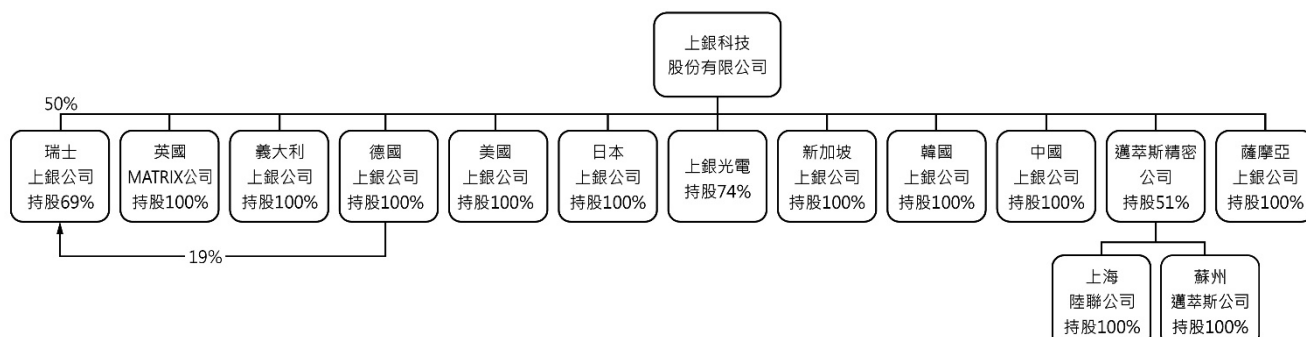 上銀科技
股份有限公司
50%
瑞士
上銀公司
持股69%
英國
MATRIX公司
持股100%
義大利
上銀公司
持股100%
德國
上銀公司
持股100%
美國
上銀公司
持股100%
日本
上銀公司
持股100%
上銀光電
持股74%
新加坡
上銀公司
持股100%
韓國
上銀公司
持股100%
中國
上銀公司
持股100%
邁萃斯精密
公司
持股51%
薩摩亞
上銀公司
持股100%
19%
上海
陸聯公司
持股100%
蘇州
邁萃斯公司
持股100%